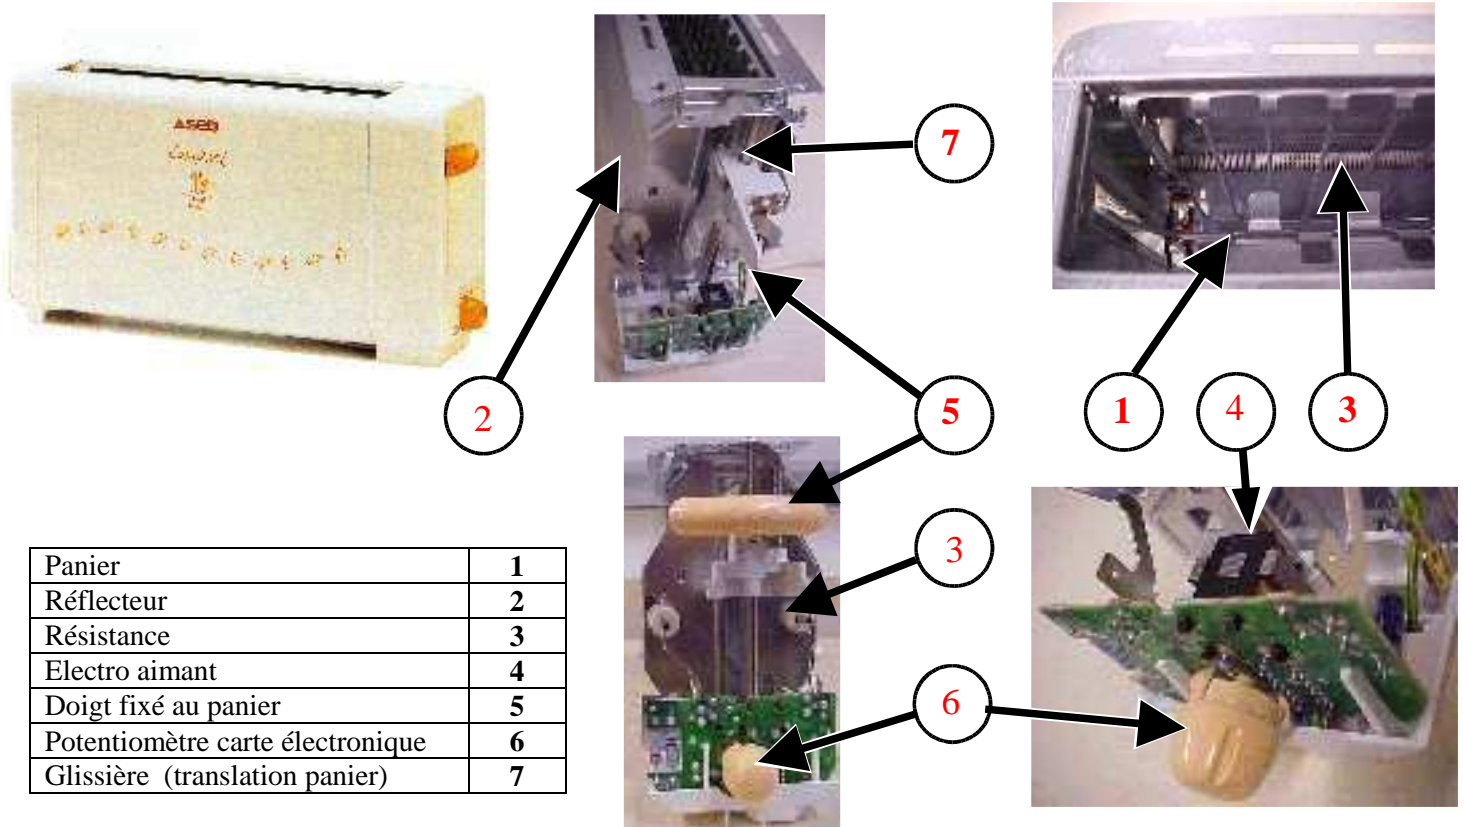 7
2
5
1
4
3
3
6
Panier 1
Réflecteur 2
Résistance 3
Electro aimant 4
Doigt fixé au panier 5
Potentiomètre carte électronique 6
Glissière (translation panier) 7